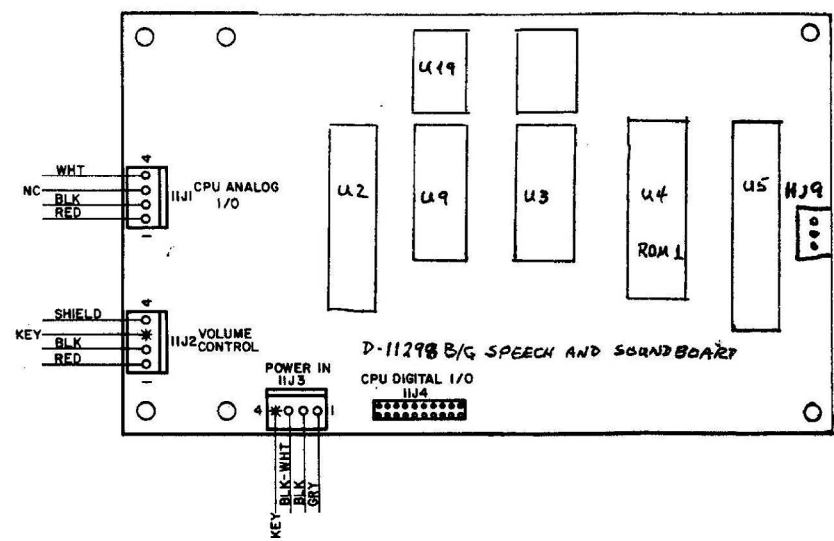 U19
U2
U9
U3
U4
ROM 1
U5
11J9
WHT
NC
BLK
RED
4
1
11J1
CPU ANALOG
I/O
SHIELD
KEY
BLK
RED
4
1
11J2
VOLUME
CONTROL
D-11298 B/G SPEECH AND SOUNDBOART
POWER IN
11J3
4
1
CPU DIGITAL I/O
11J4
KEY
BLK-WHT
BLK
GRY